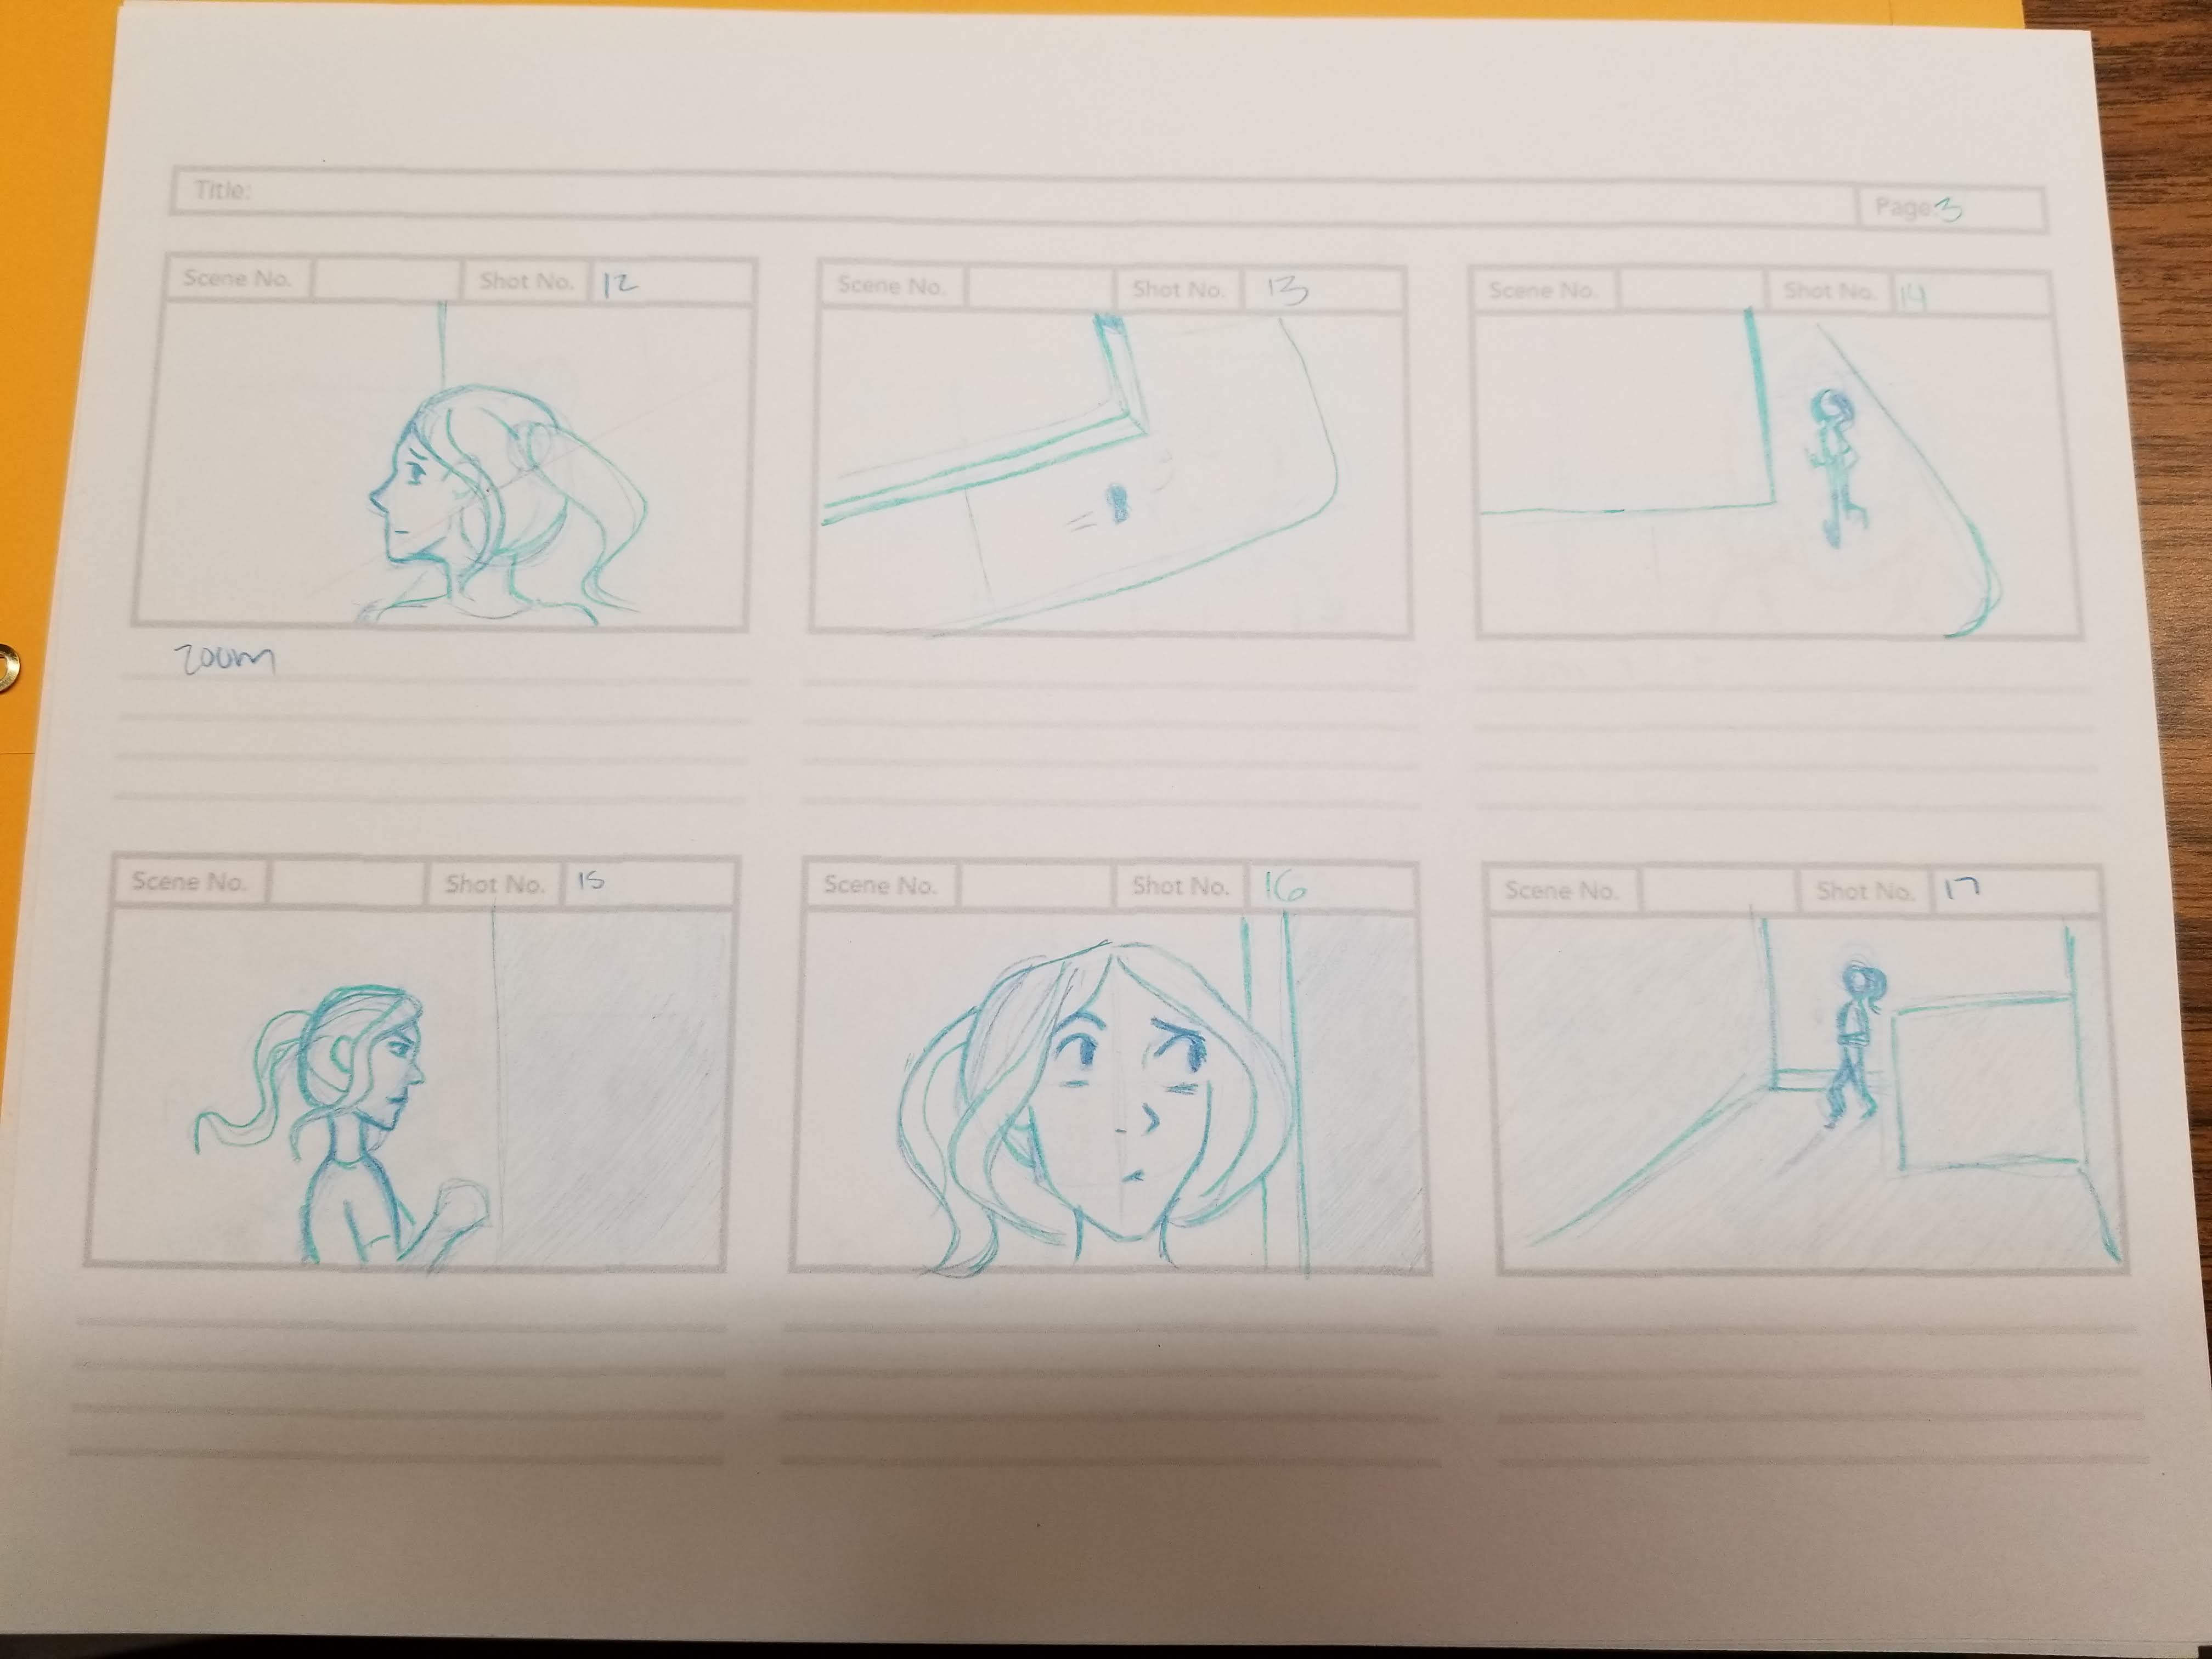 Title:
Page: 3
Scene No. Shot No. 12
Scene No. Shot No. 13
Scene No. Shot No. 14
zoom
Scene No. Shot No. 15
Scene No. Shot No. 16
Scene No. Shot No. 17